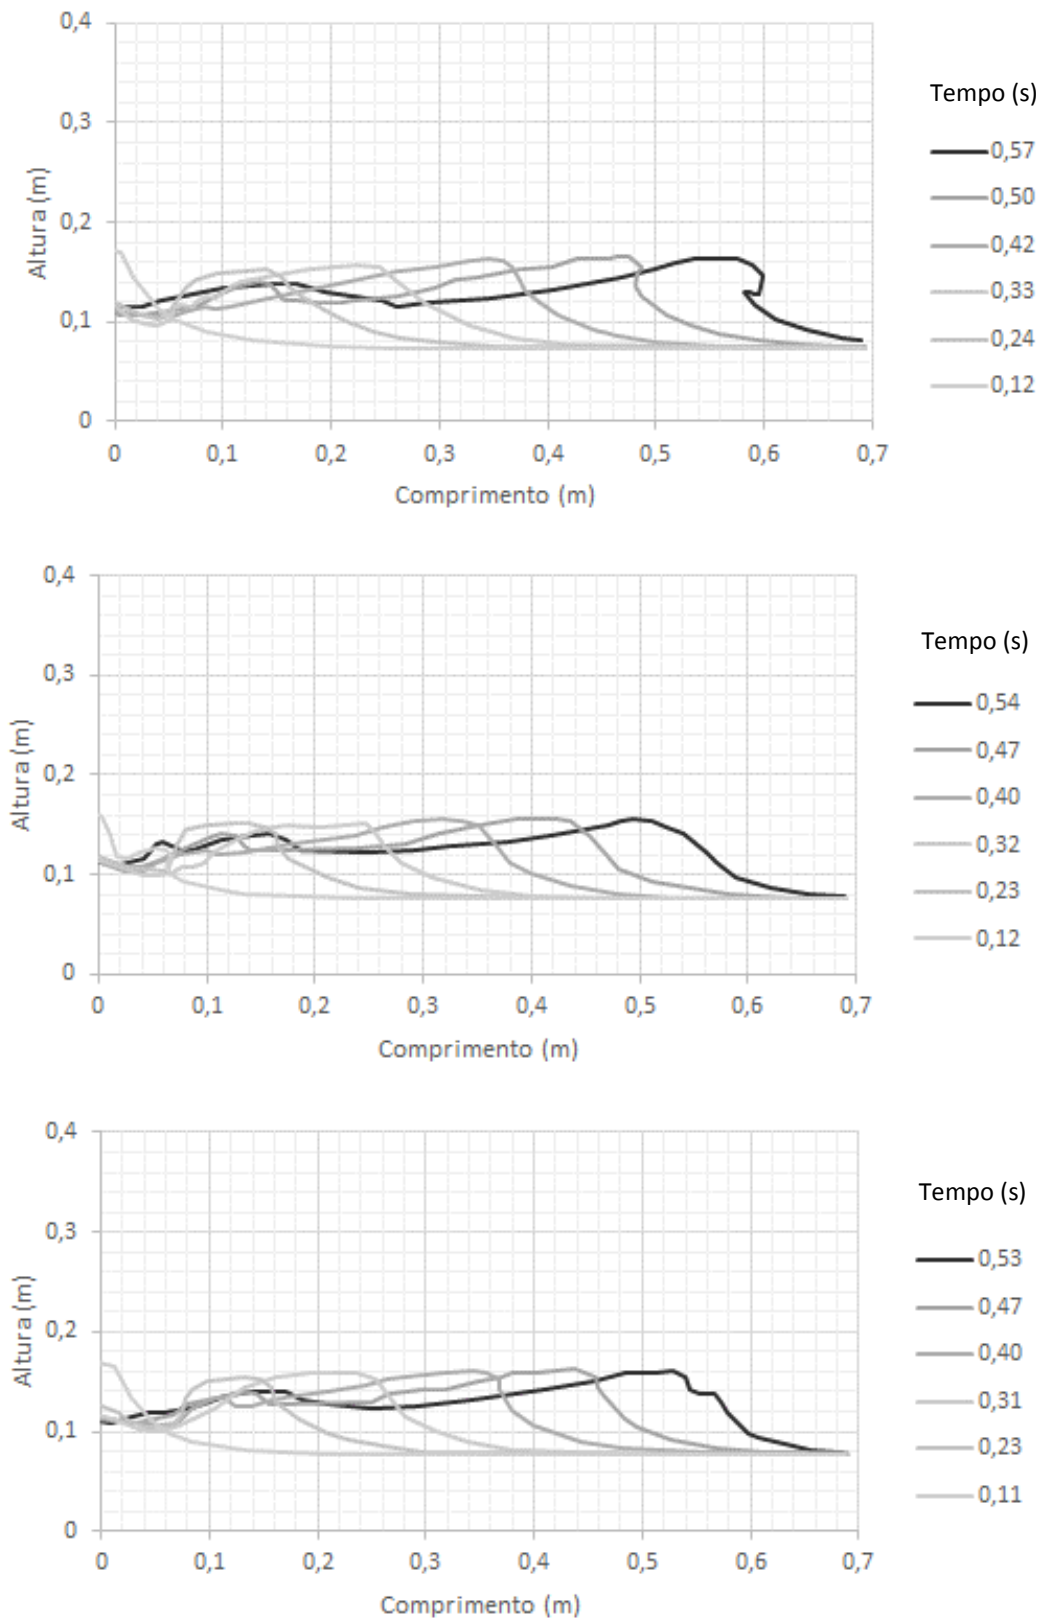 0,4
0,3
0,2
0,1
0
Altura (m)
0 0,1 0,2 0,3 0,4 0,5 0,6 0,7
Comprimento (m)
Tempo (s)
0,57
0,50
0,42
0,33
0,24
0,12
0,4
0,3
0,2
0,1
0
Altura (m)
0 0,1 0,2 0,3 0,4 0,5 0,6 0,7
Comprimento (m)
Tempo (s)
0,54
0,47
0,40
0,32
0,23
0,12
0,4
0,3
0,2
0,1
0
Altura (m)
0 0,1 0,2 0,3 0,4 0,5 0,6 0,7
Comprimento (m)
Tempo (s)
0,53
0,47
0,40
0,31
0,23
0,11